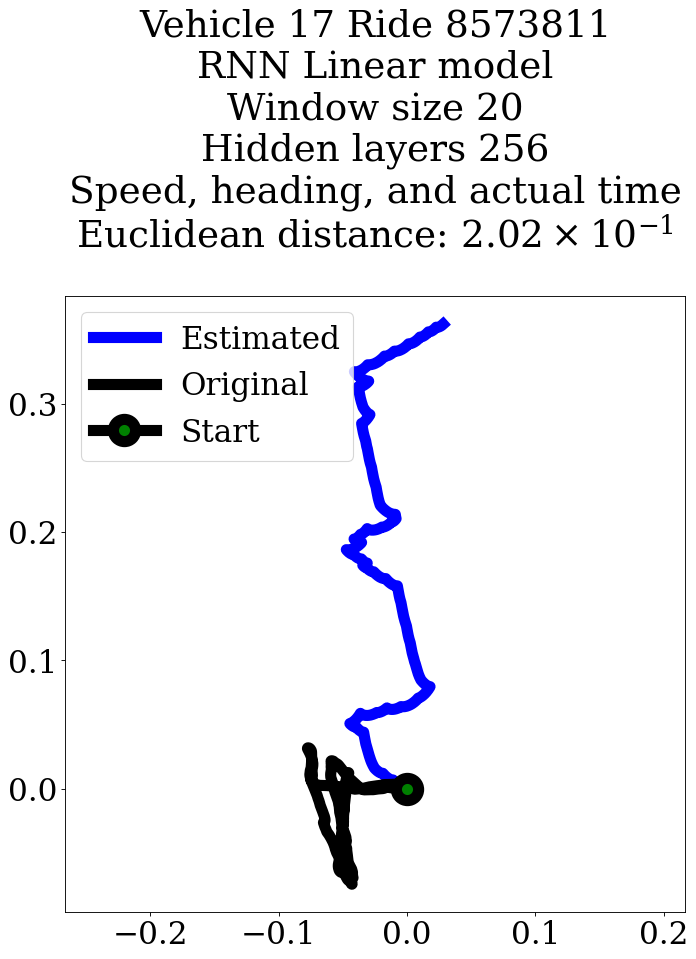 Vehicle 17 Ride 8573811
RNN Linear model
Window size 20
Hidden layers 256
Speed, heading, and actual time
Euclidean distance: 2.02 × 10⁻¹
Estimated
Original
Start
0.3
0.2
0.1
0.0
−0.2 −0.1 0.0 0.1 0.2